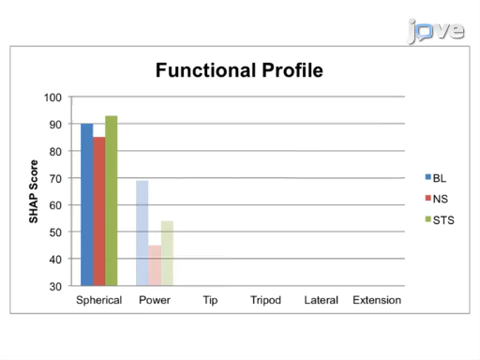 jove
Functional Profile
100
90
80
70
60
50
40
30
SHAP Score
Spherical Power Tip Tripod Lateral Extension
BL
NS
STS